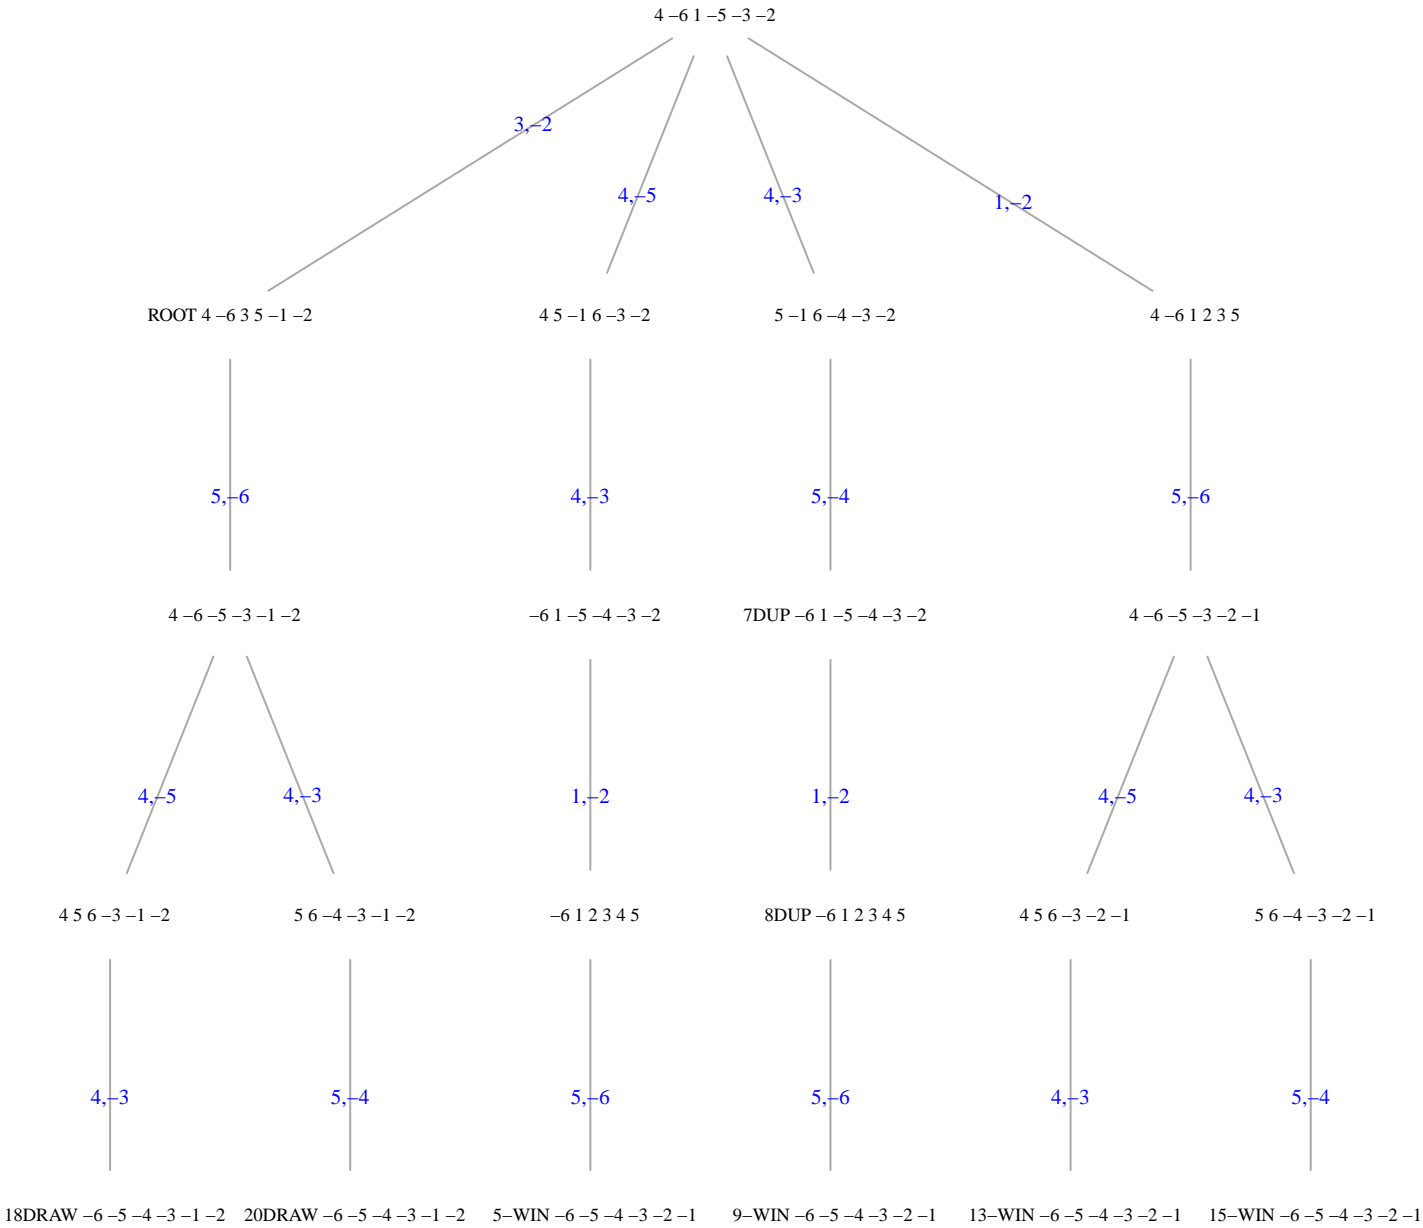 4 –6 1 –5 –3 –2
3,–2
4,–5
4,–3
1,–2
ROOT 4 –6 3 5 –1 –2
4 5 –1 6 –3 –2
5 –1 6 –4 –3 –2
4 –6 1 2 3 5
5,–6
4,–3
5,–4
5,–6
4 –6 –5 –3 –1 –2
–6 1 –5 –4 –3 –2
7DUP –6 1 –5 –4 –3 –2
4 –6 –5 –3 –2 –1
4,–5
4,–3
1,–2
1,–2
4,–5
4,–3
4 5 6 –3 –1 –2
5 6 –4 –3 –1 –2
–6 1 2 3 4 5
8DUP –6 1 2 3 4 5
4 5 6 –3 –2 –1
5 6 –4 –3 –2 –1
4,–3
5,–4
5,–6
5,–6
4,–3
5,–4
18DRAW –6 –5 –4 –3 –1 –2
20DRAW –6 –5 –4 –3 –1 –2
5–WIN –6 –5 –4 –3 –2 –1
9–WIN –6 –5 –4 –3 –2 –1
13–WIN –6 –5 –4 –3 –2 –1
15–WIN –6 –5 –4 –3 –2 –1